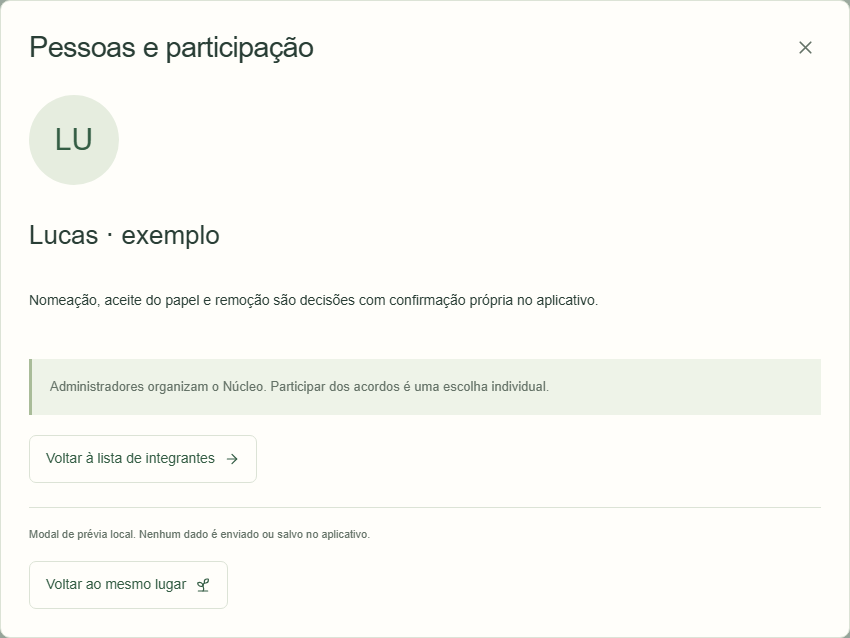 Pessoas e participação
LU
Lucas · exemplo
Nomeação, aceite do papel e remoção são decisões com confirmação própria no aplicativo.
Administradores organizam o Núcleo. Participar dos acordos é uma escolha individual.
Voltar à lista de integrantes
Modal de prévia local. Nenhum dado é enviado ou salvo no aplicativo.
Voltar ao mesmo lugar